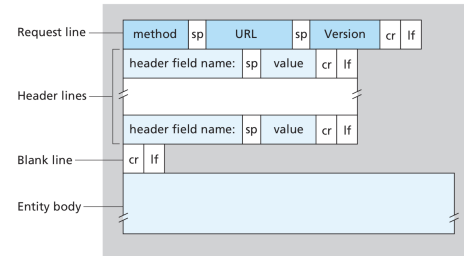 Request line method sp URL sp Version cr lf
header field name: sp value cr lf
Header lines
header field name: sp value cr lf
Blank line cr lf
Entity body